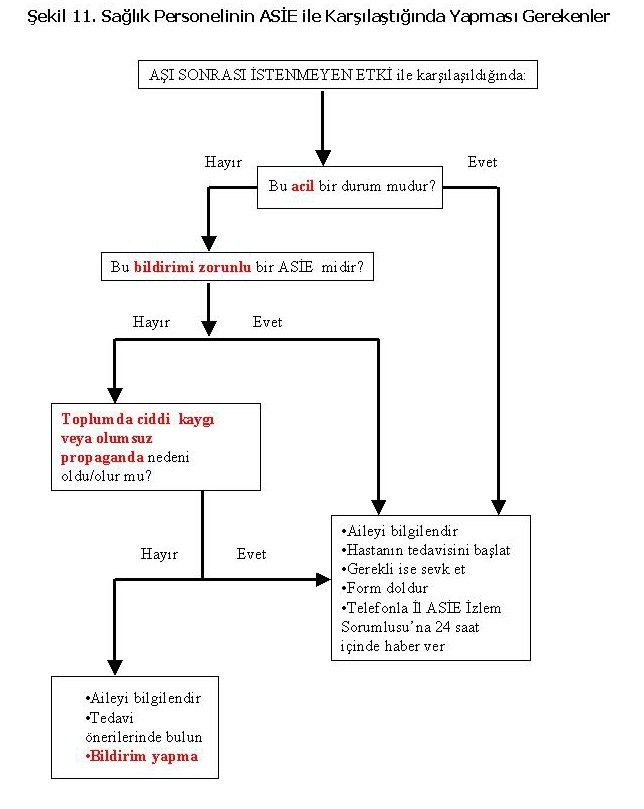 Şekil 11. Sağlık Personelinin ASİE ile Karşılaştığında Yapması Gerekenler
AŞI SONRASI İSTENMEYEN ETKİ ile karşılaşıldığında:
Hayır
Evet
Bu acil bir durum mudur?
Bu bildirimi zorunlu bir ASİE midir?
Hayır
Evet
Toplumda ciddi kaygı
veya olumsuz
propaganda nedeni
oldu/olur mu?
Hayır
Evet
•Aileyi bilgilendir
•Hastanın tedavisini başlat
•Gerekli ise sevk et
•Form doldur
•Telefonla İl ASİE İzlem
Sorumlusu’na 24 saat
içinde haber ver
•Aileyi bilgilendir
•Tedavi
önerilerinde bulun
•Bildirim yapma